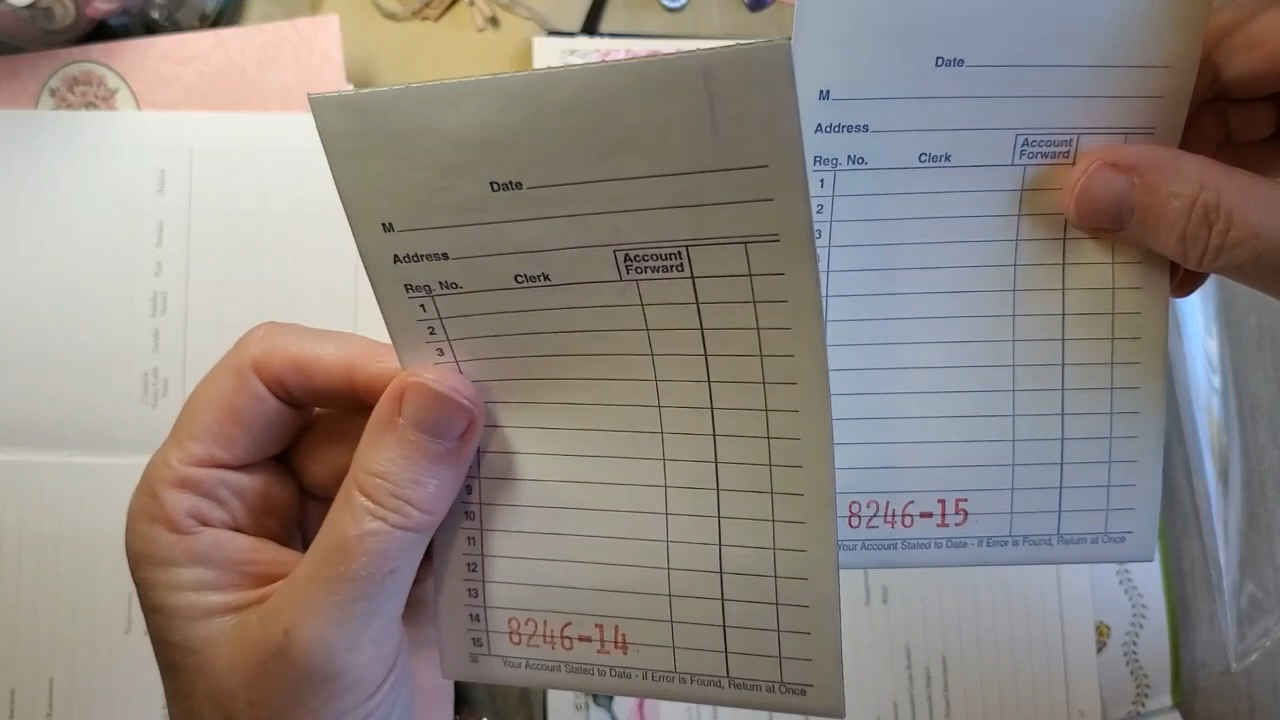 Date
M
Address
Reg. No. Clerk Account Forward
1
2
3
9
10
11
12
13
14
15
8246-14
Your Account Stated to Date - If Error is Found, Return at Once
Date
M
Address
Reg. No. Clerk Account Forward
1
2
3
8246-15
Your Account Stated to Date - If Error is Found, Return at Once